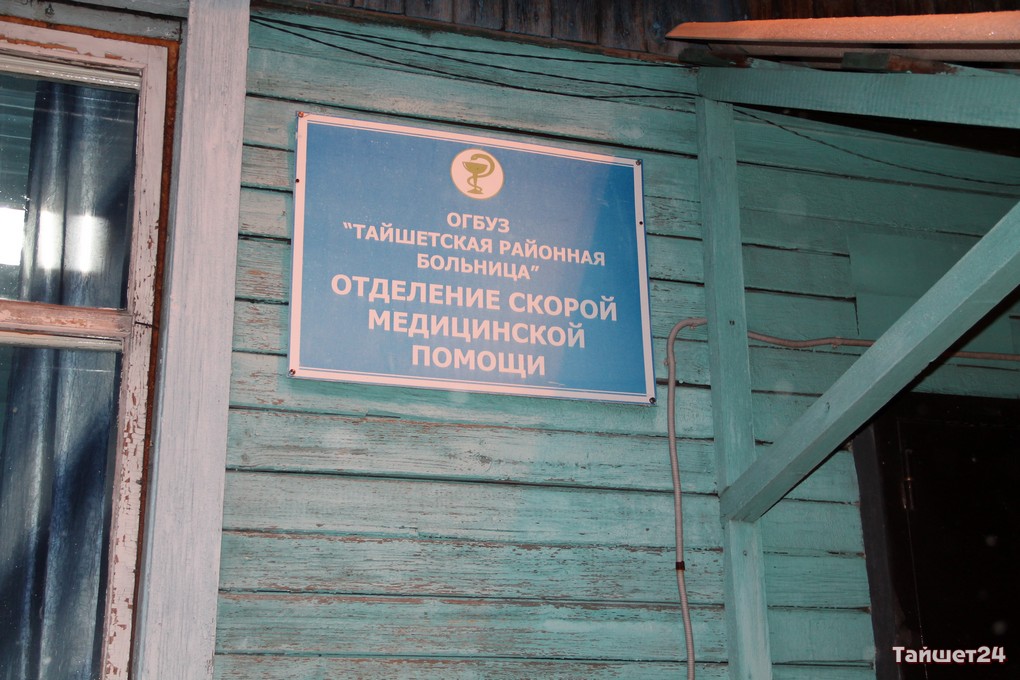 ОГБУЗ
"ТАЙШЕТСКАЯ РАЙОННАЯ
БОЛЬНИЦА"
ОТДЕЛЕНИЕ СКОРОЙ
МЕДИЦИНСКОЙ
ПОМОЩИ
Тайшет24